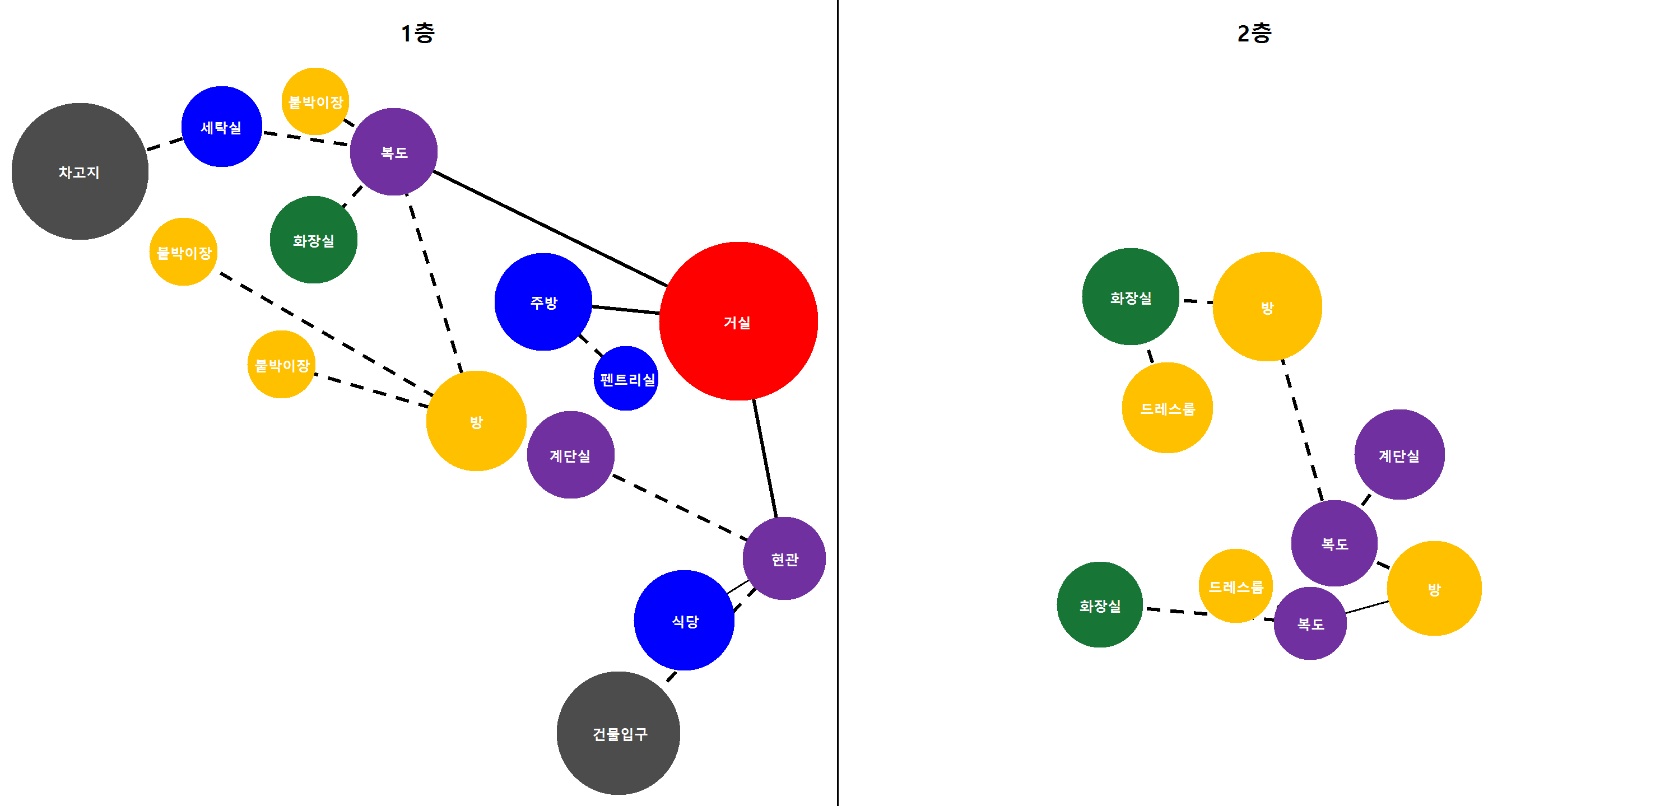 1층
차고지
세탁실
붙박이장
복도
화장실
붙박이장
붙박이장
방
주방
펜트리실
거실
계단실
현관
식당
건물입구
2층
화장실
방
드레스룸
계단실
복도
드레스룸
방
화장실
복도